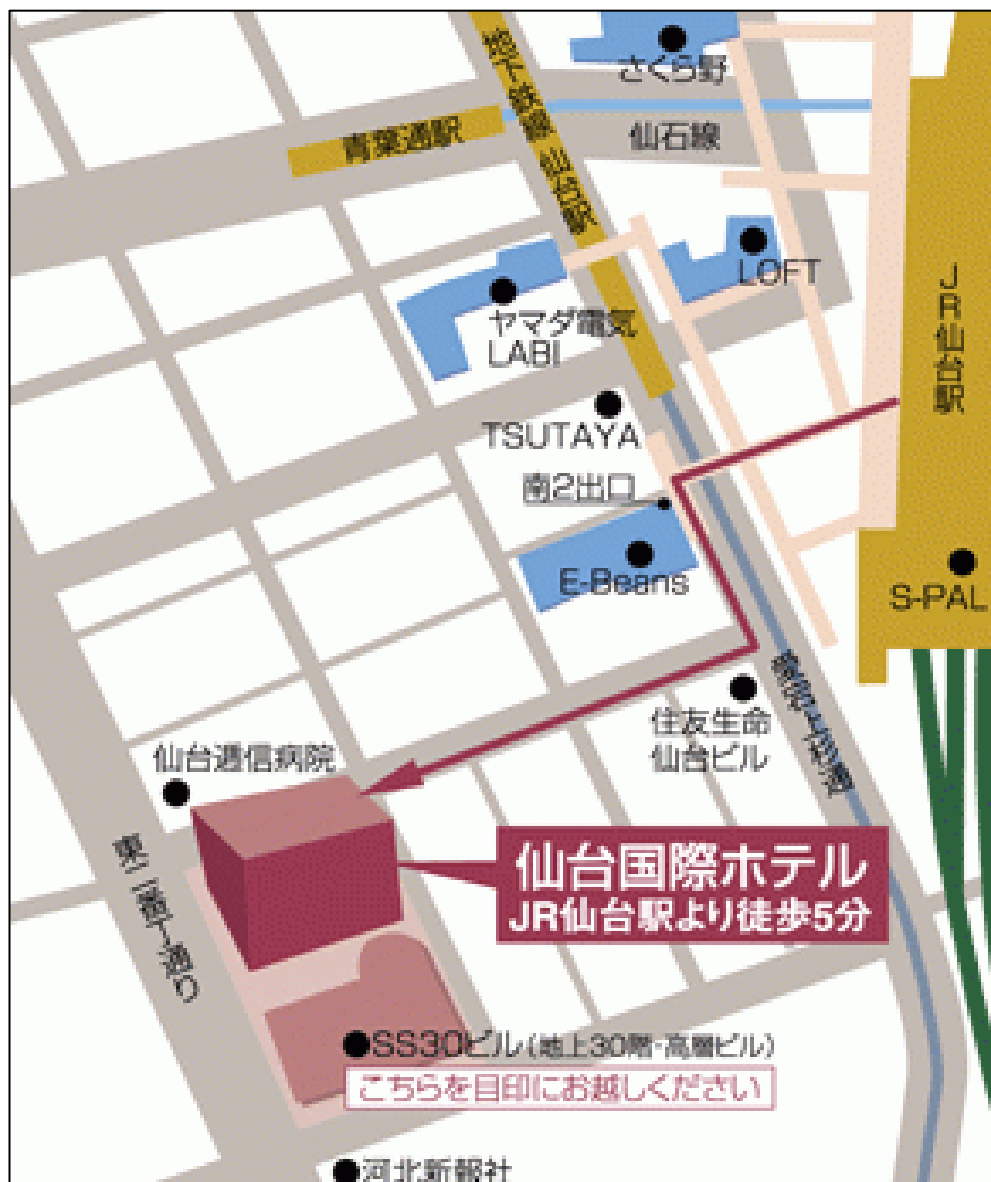 さくら野
地下鉄線 仙台駅
青葉通駅
仙石線
LOFT
JR仙台駅
ヤマダ電気
LABI
TSUTAYA
南2出口
E-Beans
S-PAL
住友生命
仙台ビル
仙台逓信病院
東二番丁通り
仙台国際ホテル
JR仙台駅より徒歩5分
SS30ビル(地上30階・高層ビル)
こちらを目印にお越しください
河北新報社